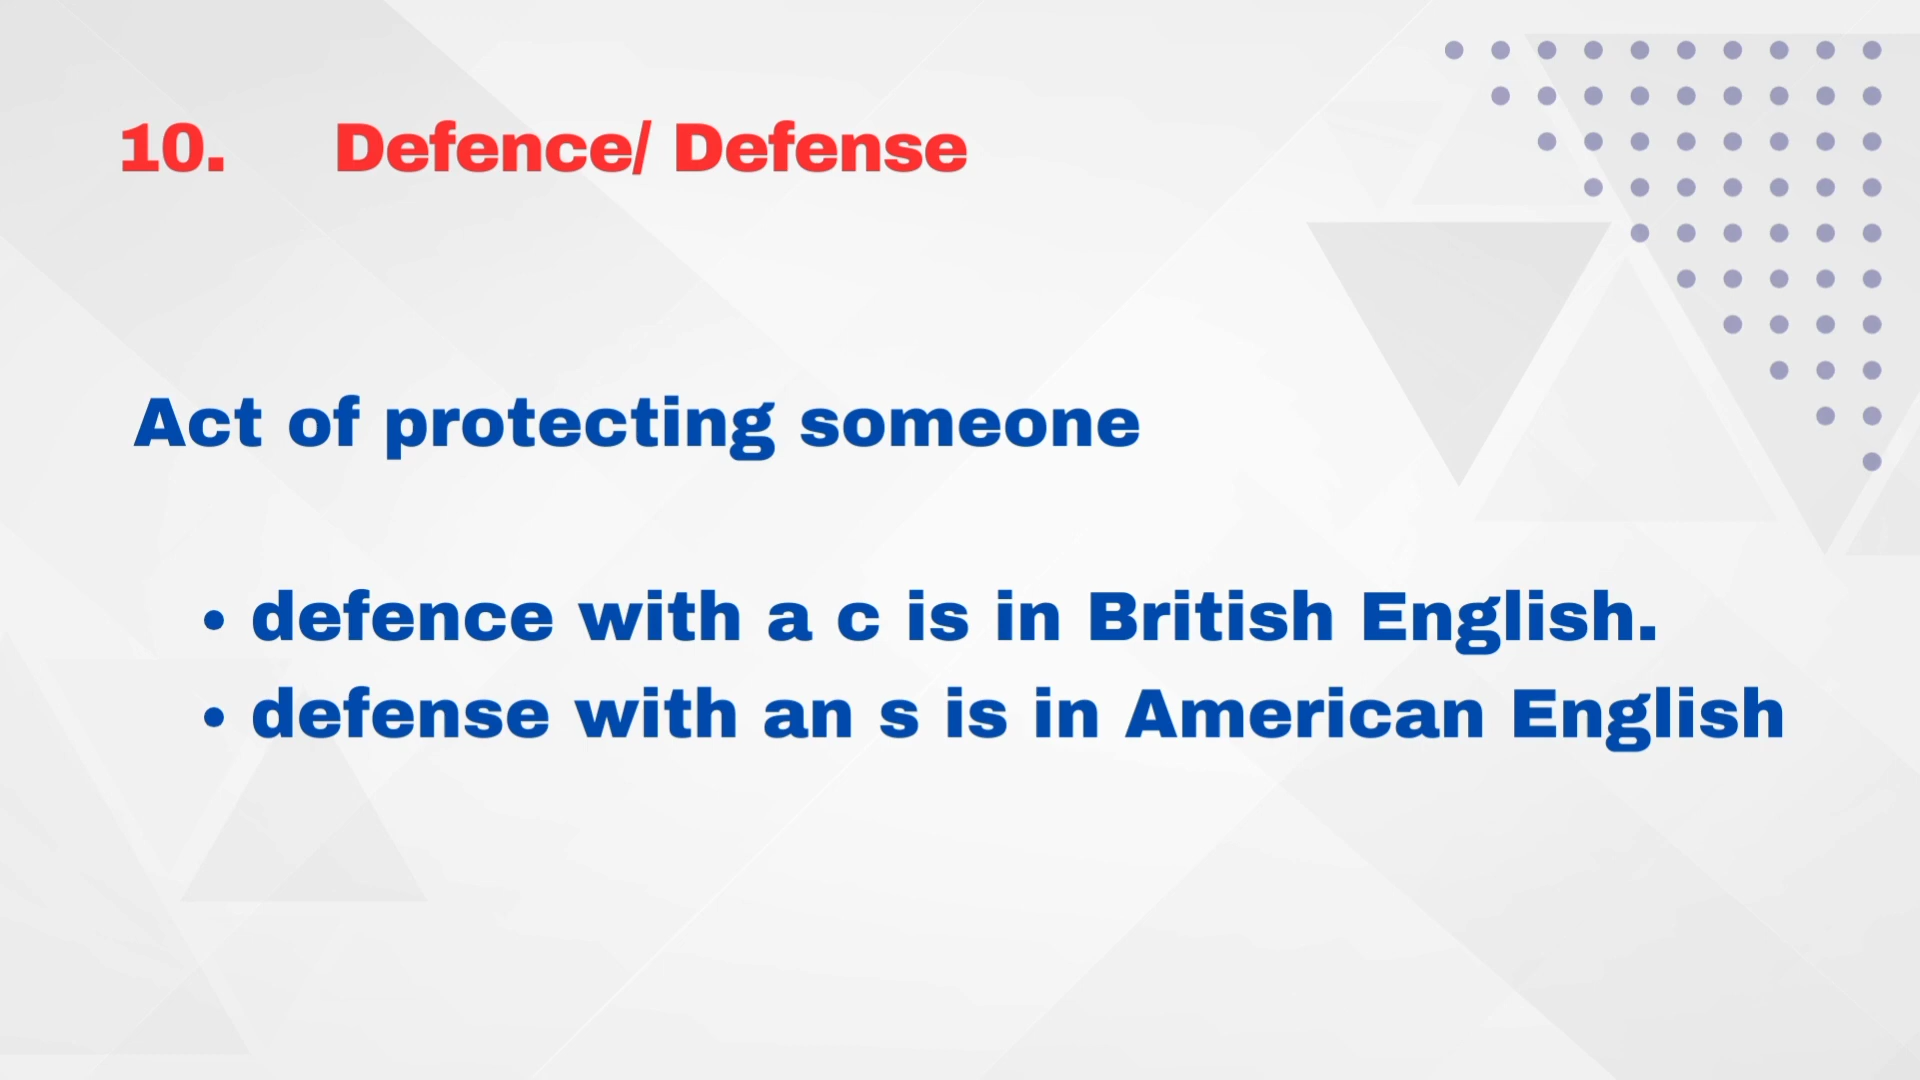 10. Defence/ Defense
Act of protecting someone
• defence with a c is in British English.
• defense with an s is in American English